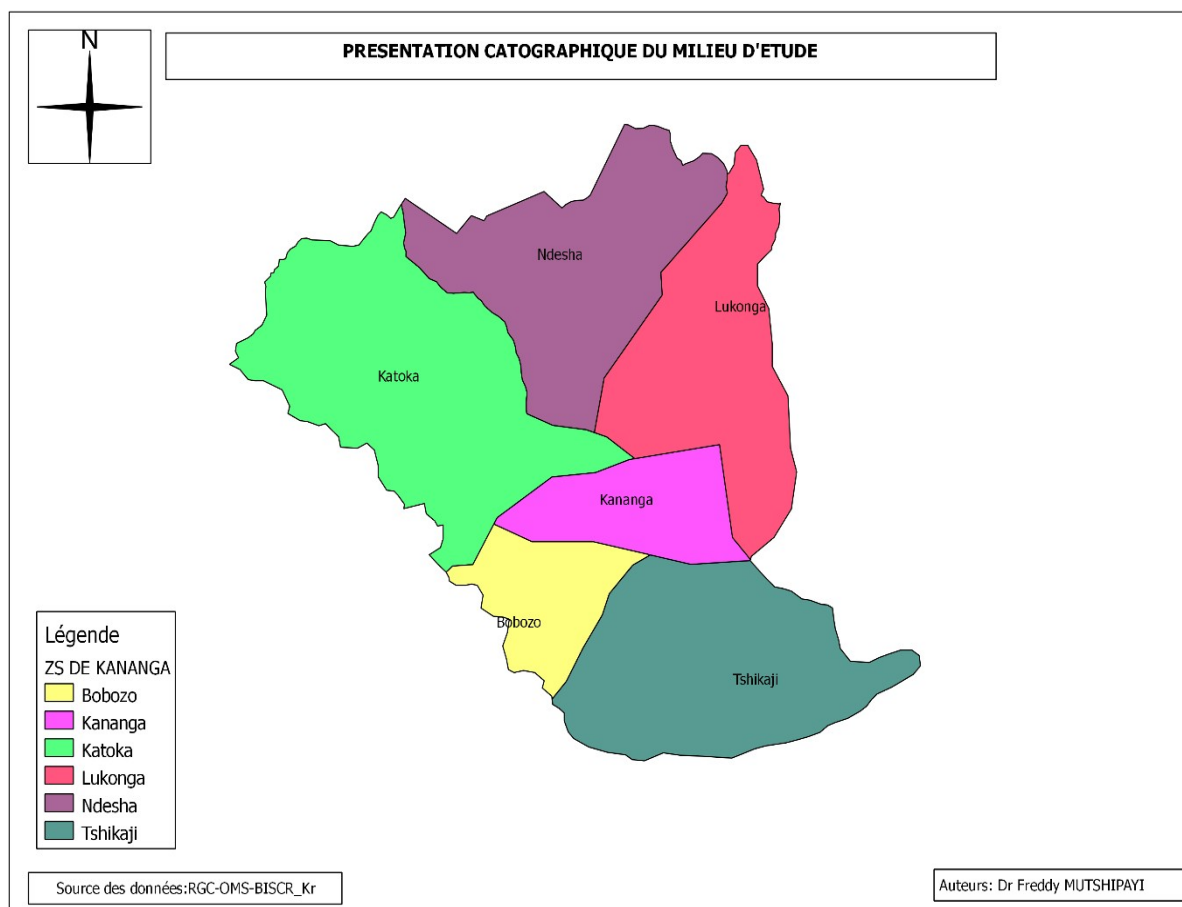 N
PRESENTATION CATOGRAPHIQUE DU MILIEU D'ETUDE
Ndesha
Lukonga
Katoka
Kananga
Bobozo
Tshikaji
Légende
ZS DE KANANGA
Bobozo
Kananga
Katoka
Lukonga
Ndesha
Tshikaji
Source des données:RGC-OMS-BISCR_Kr
Auteurs: Dr Freddy MUTSHIPAYI